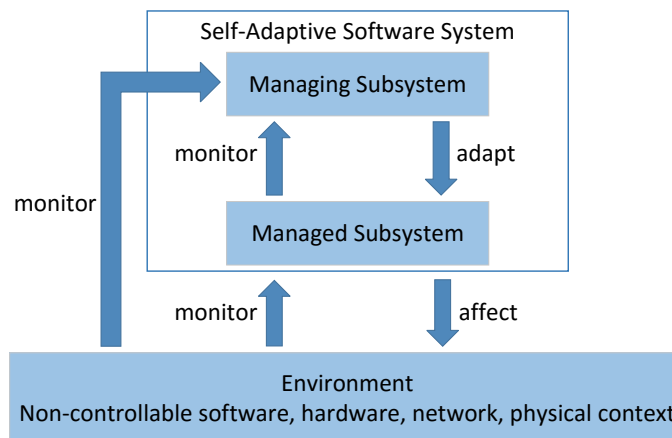 Self-Adaptive Software System
Managing Subsystem
monitor
adapt
monitor
Managed Subsystem
monitor
affect
Environment
Non-controllable software, hardware, network, physical context